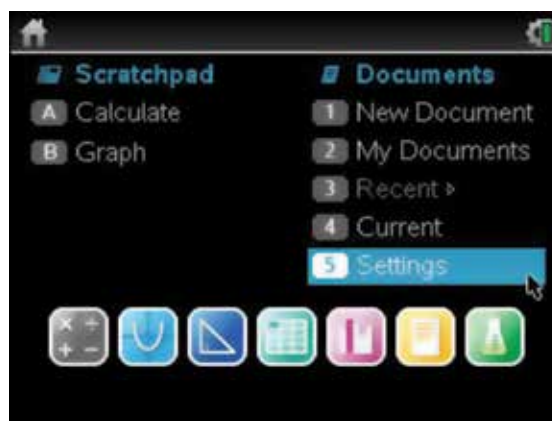 Scratchpad
A Calculate
B Graph
Documents
1 New Document
2 My Documents
3 Recent ▹
4 Current
5 Settings